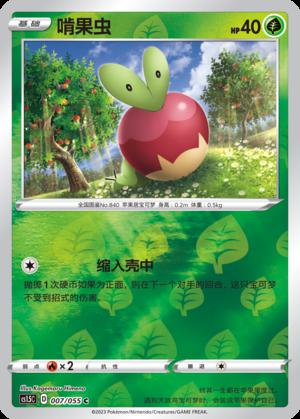 基础 啃果虫 HP40
全国图鉴No.840 苹果居宝可梦 身高:0.2m 体重:0.5kg
缩入壳中
抛掷1次硬币如果为正面,则在下一个对手的回合,这只宝可梦
不受到招式的伤害。
弱点 ×2 抵抗力 撤退
Illus. Kagemaru Himeno
CS1.5C D 007/055 C
©2023 Pokémon/Nintendo/Creatures/GAME FREAK.